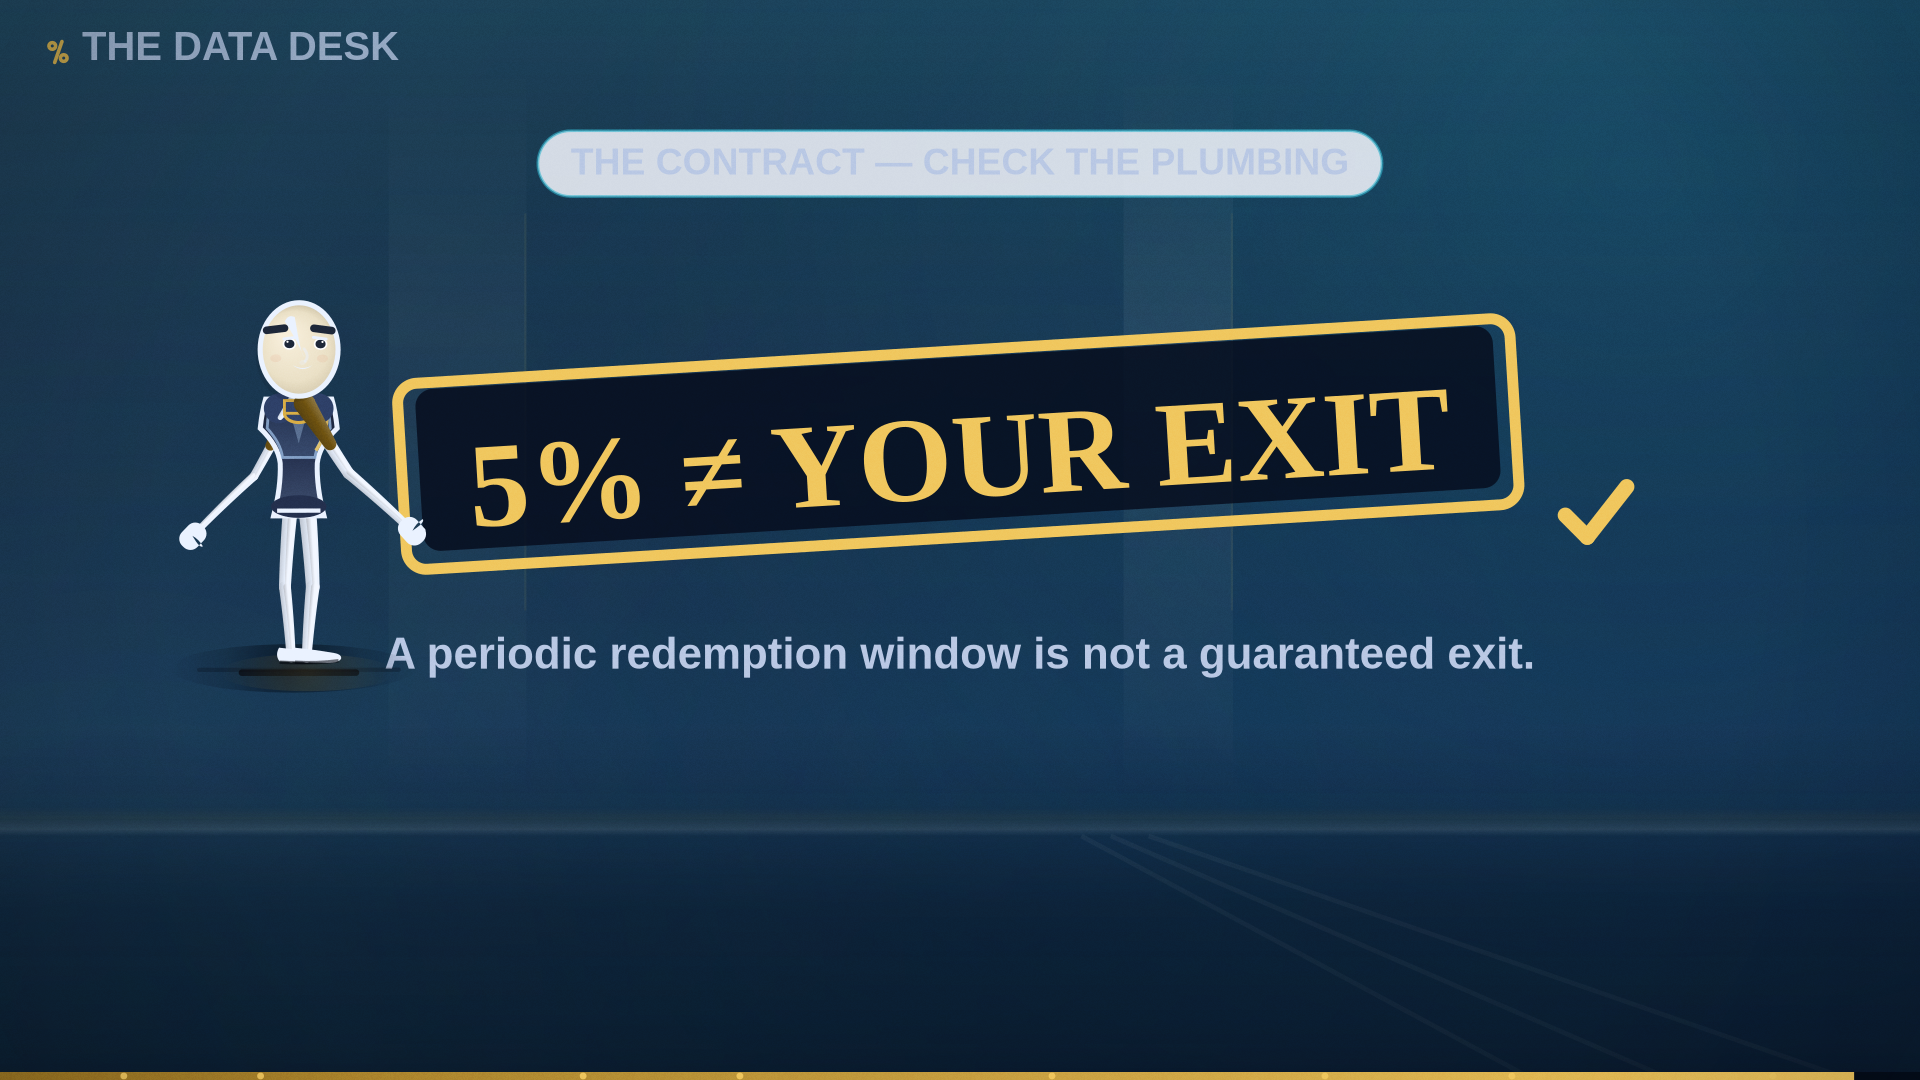 % THE DATA DESK
THE CONTRACT — CHECK THE PLUMBING
5% ≠ YOUR EXIT
A periodic redemption window is not a guaranteed exit.